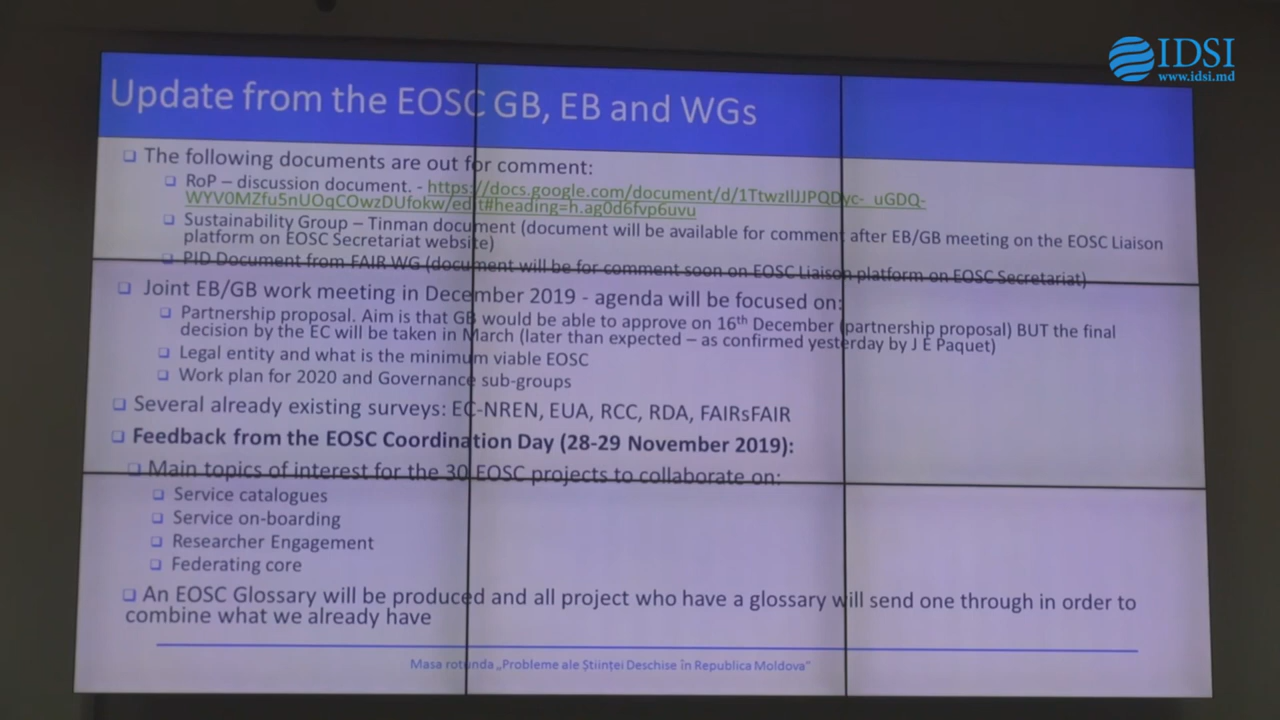 IDSI
www.idsi.md
Update from the EOSC GB, EB and WGs
The following documents are out for comment:
RoP – discussion document. - https://docs.google.com/document/d/1TtwzIlJJPQDyc-_uGDQ-
WYV0MZfu5nUOqCOwzDUfokw/edit#heading=h.ag0d6fvp6uvu
Sustainability Group – Tinman document (document will be available for comment after EB/GB meeting on the EOSC Liaison
platform on EOSC Secretariat website)
PID Document from FAIR WG (document will be for comment soon on EOSC Liaison platform on EOSC Secretariat)
Joint EB/GB work meeting in December 2019 - agenda will be focused on:
Partnership proposal. Aim is that GB would be able to approve on 16th December (partnership proposal) BUT the final
decision by the EC will be taken in March (later than expected – as confirmed yesterday by J E Paquet)
Legal entity and what is the minimum viable EOSC
Work plan for 2020 and Governance sub-groups
Several already existing surveys: EC-NREN, EUA, RCC, RDA, FAIRsFAIR
Feedback from the EOSC Coordination Day (28-29 November 2019):
Main topics of interest for the 30 EOSC projects to collaborate on:
Service catalogues
Service on-boarding
Researcher Engagement
Federating core
An EOSC Glossary will be produced and all project who have a glossary will send one through in order to
combine what we already have
Masa rotunda „Probleme ale Științei Deschise în Republica Moldova"